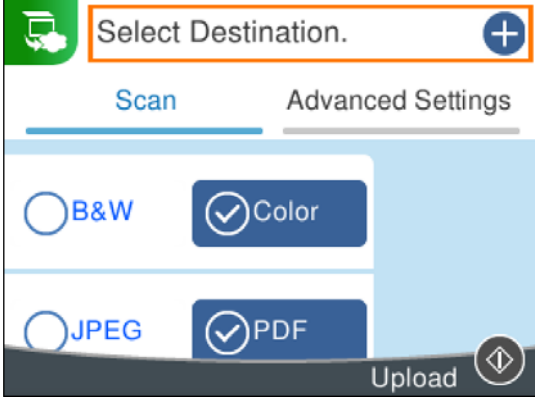 Select Destination.
Scan Advanced Settings
B&W Color
JPEG PDF
Upload